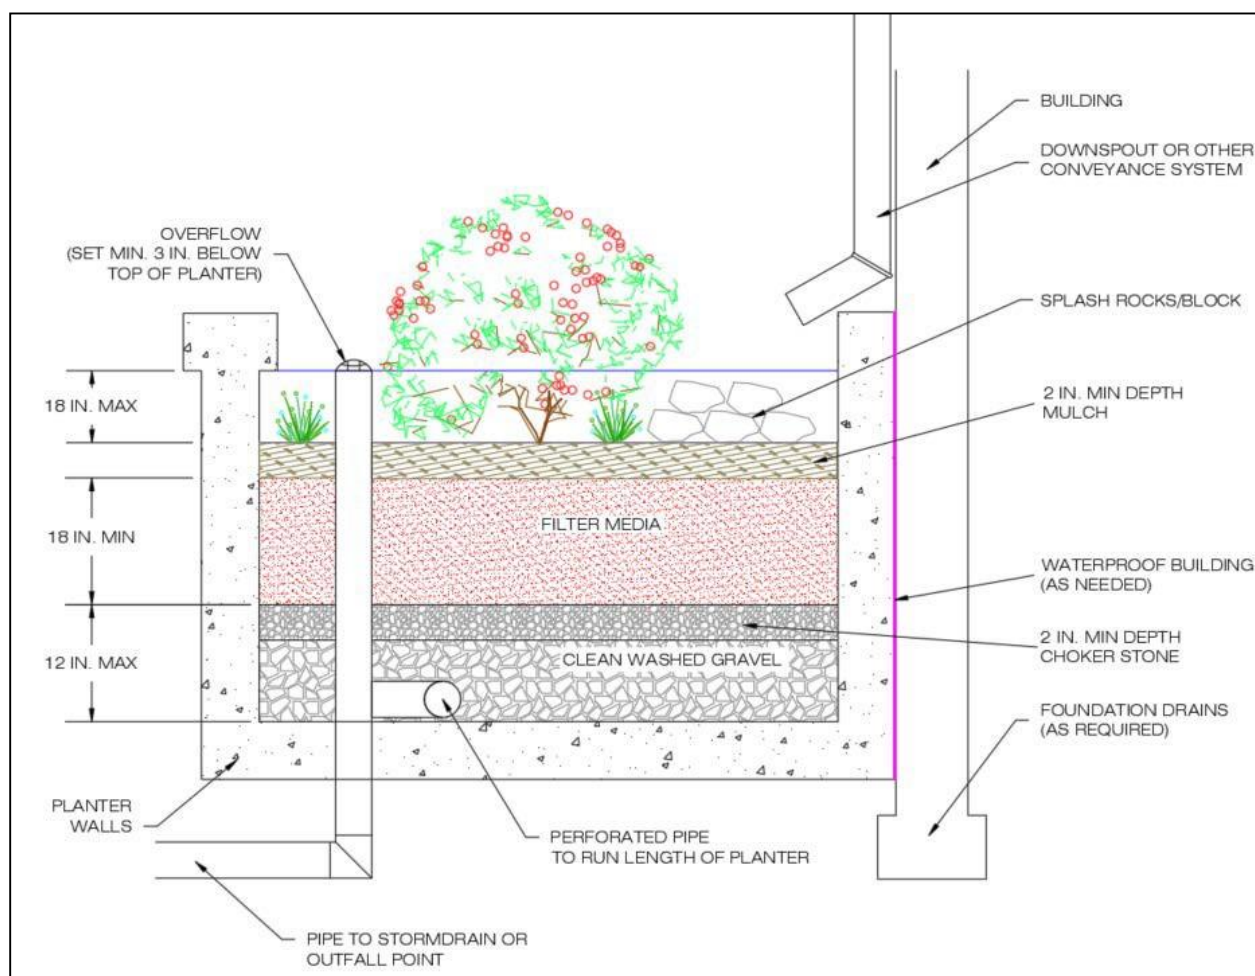 BUILDING
DOWNSPOUT OR OTHER
CONVEYANCE SYSTEM
OVERFLOW
(SET MIN. 3 IN. BELOW
TOP OF PLANTER)
SPLASH ROCKS/BLOCK
18 IN. MAX
2 IN. MIN DEPTH
MULCH
FILTER MEDIA
18 IN. MIN
WATERPROOF BUILDING
(AS NEEDED)
2 IN. MIN DEPTH
CHOKER STONE
12 IN. MAX
CLEAN WASHED GRAVEL
FOUNDATION DRAINS
(AS REQUIRED)
PLANTER
WALLS
PERFORATED PIPE
TO RUN LENGTH OF PLANTER
PIPE TO STORMDRAIN OR
OUTFALL POINT